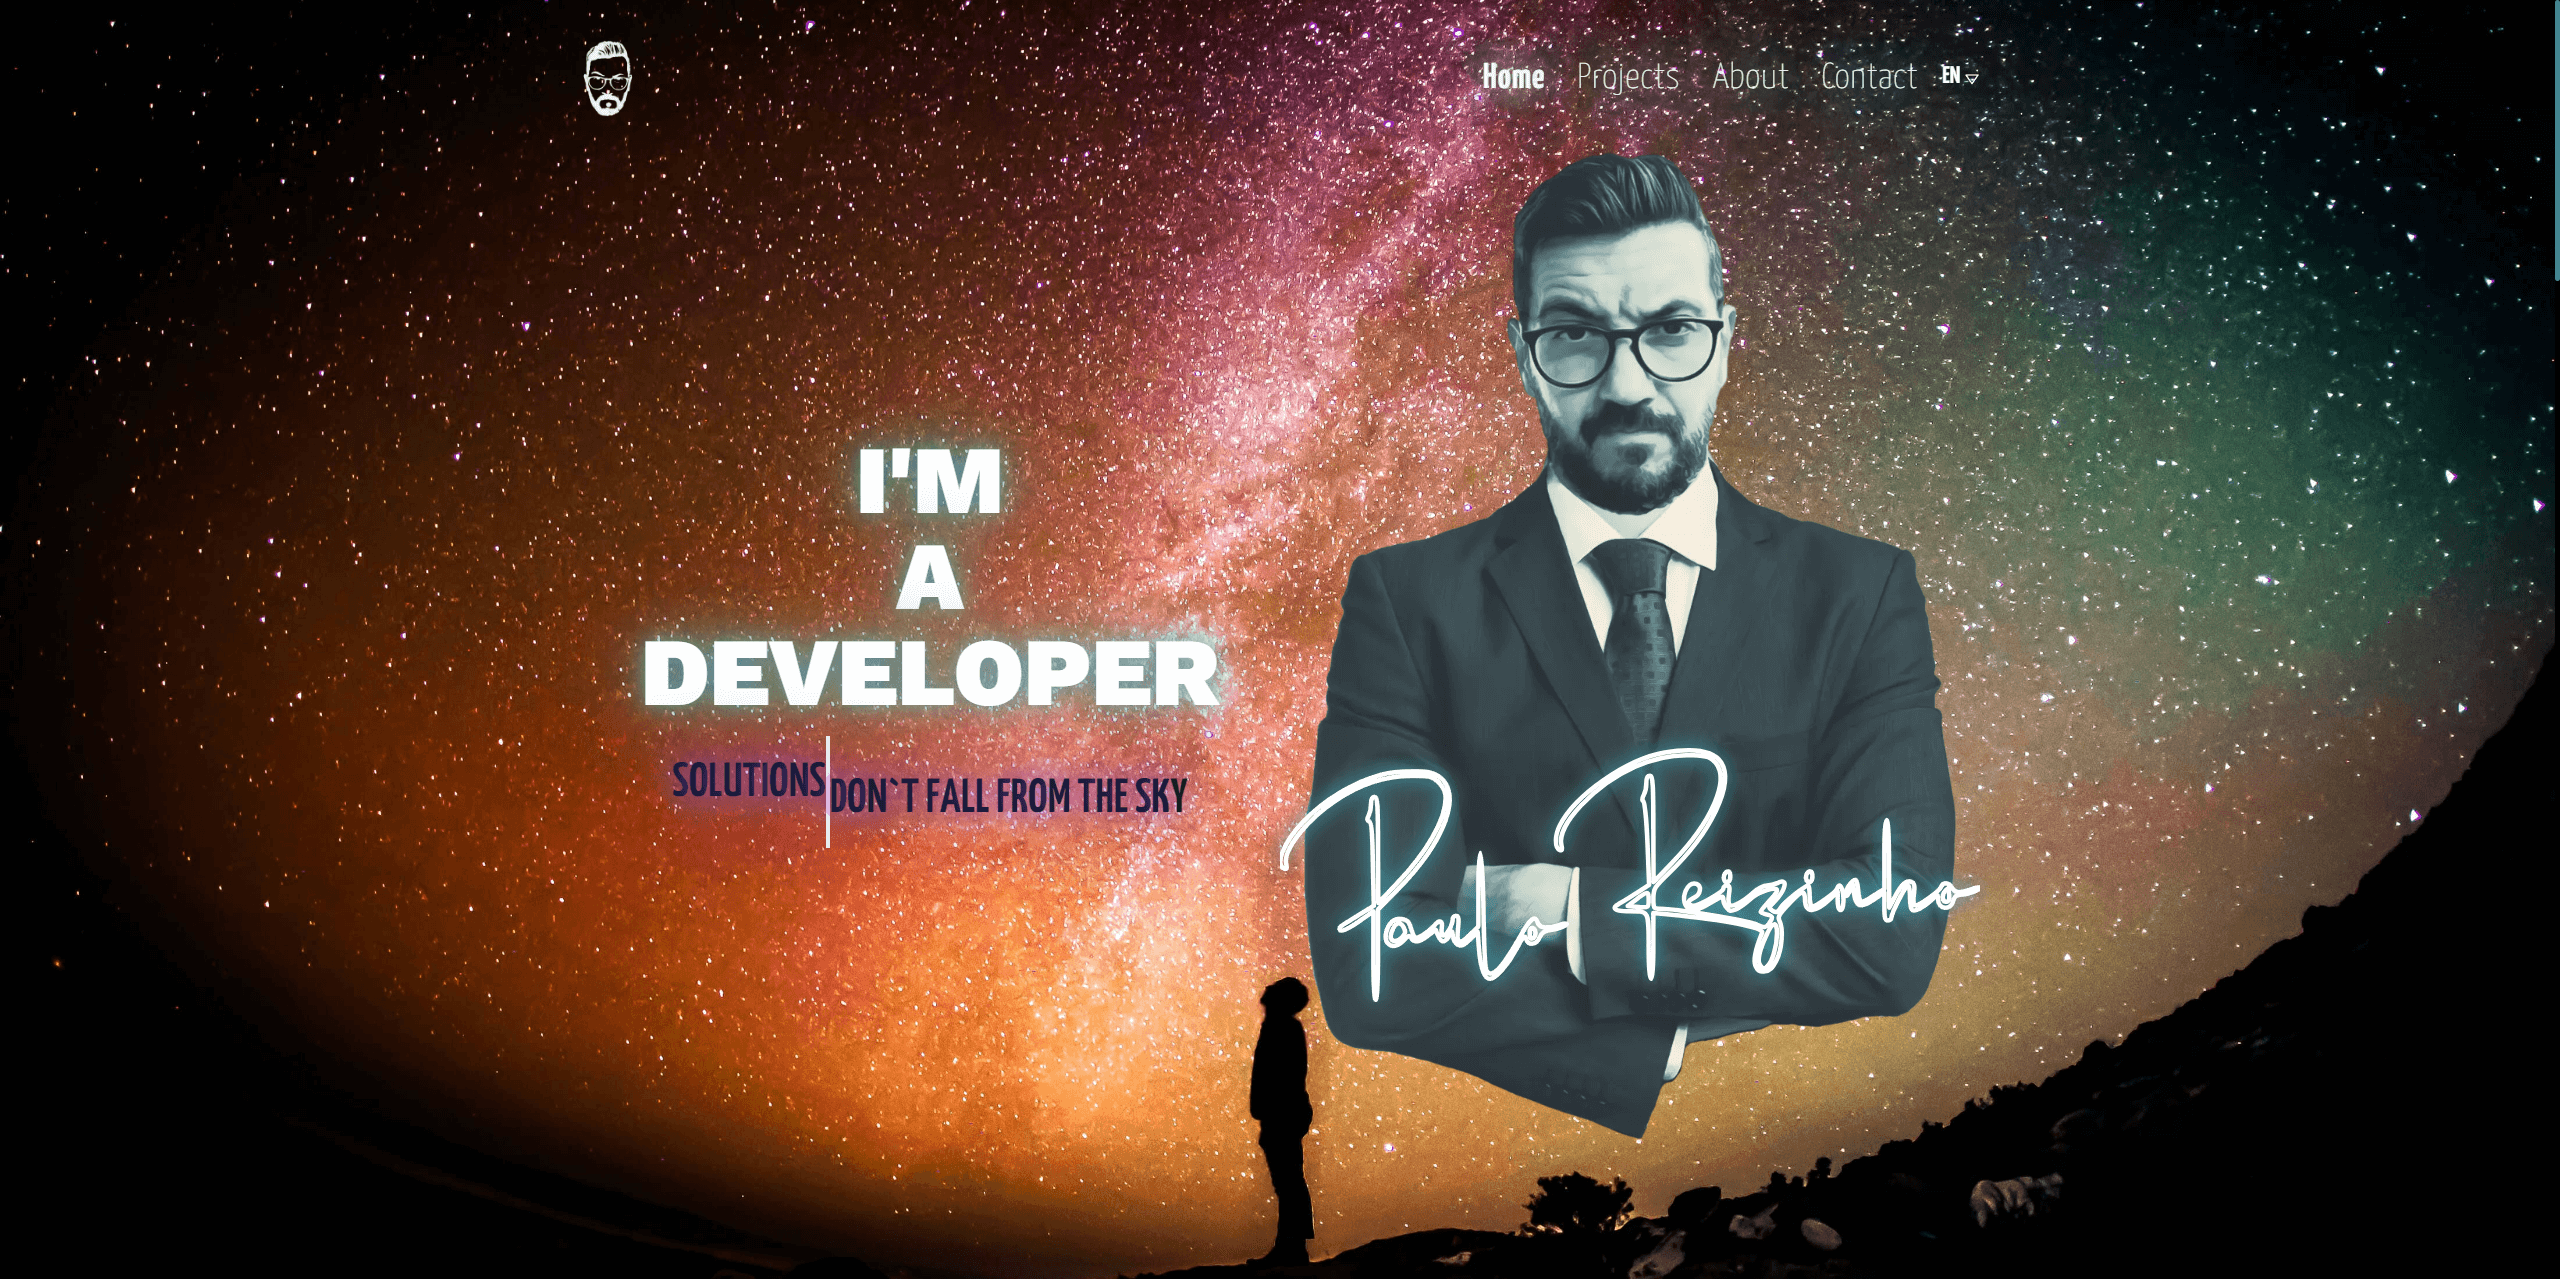 Home Projects About Contact EN
I'M
A
DEVELOPER
SOLUTIONS DON`T FALL FROM THE SKY
Paulo Reizinho